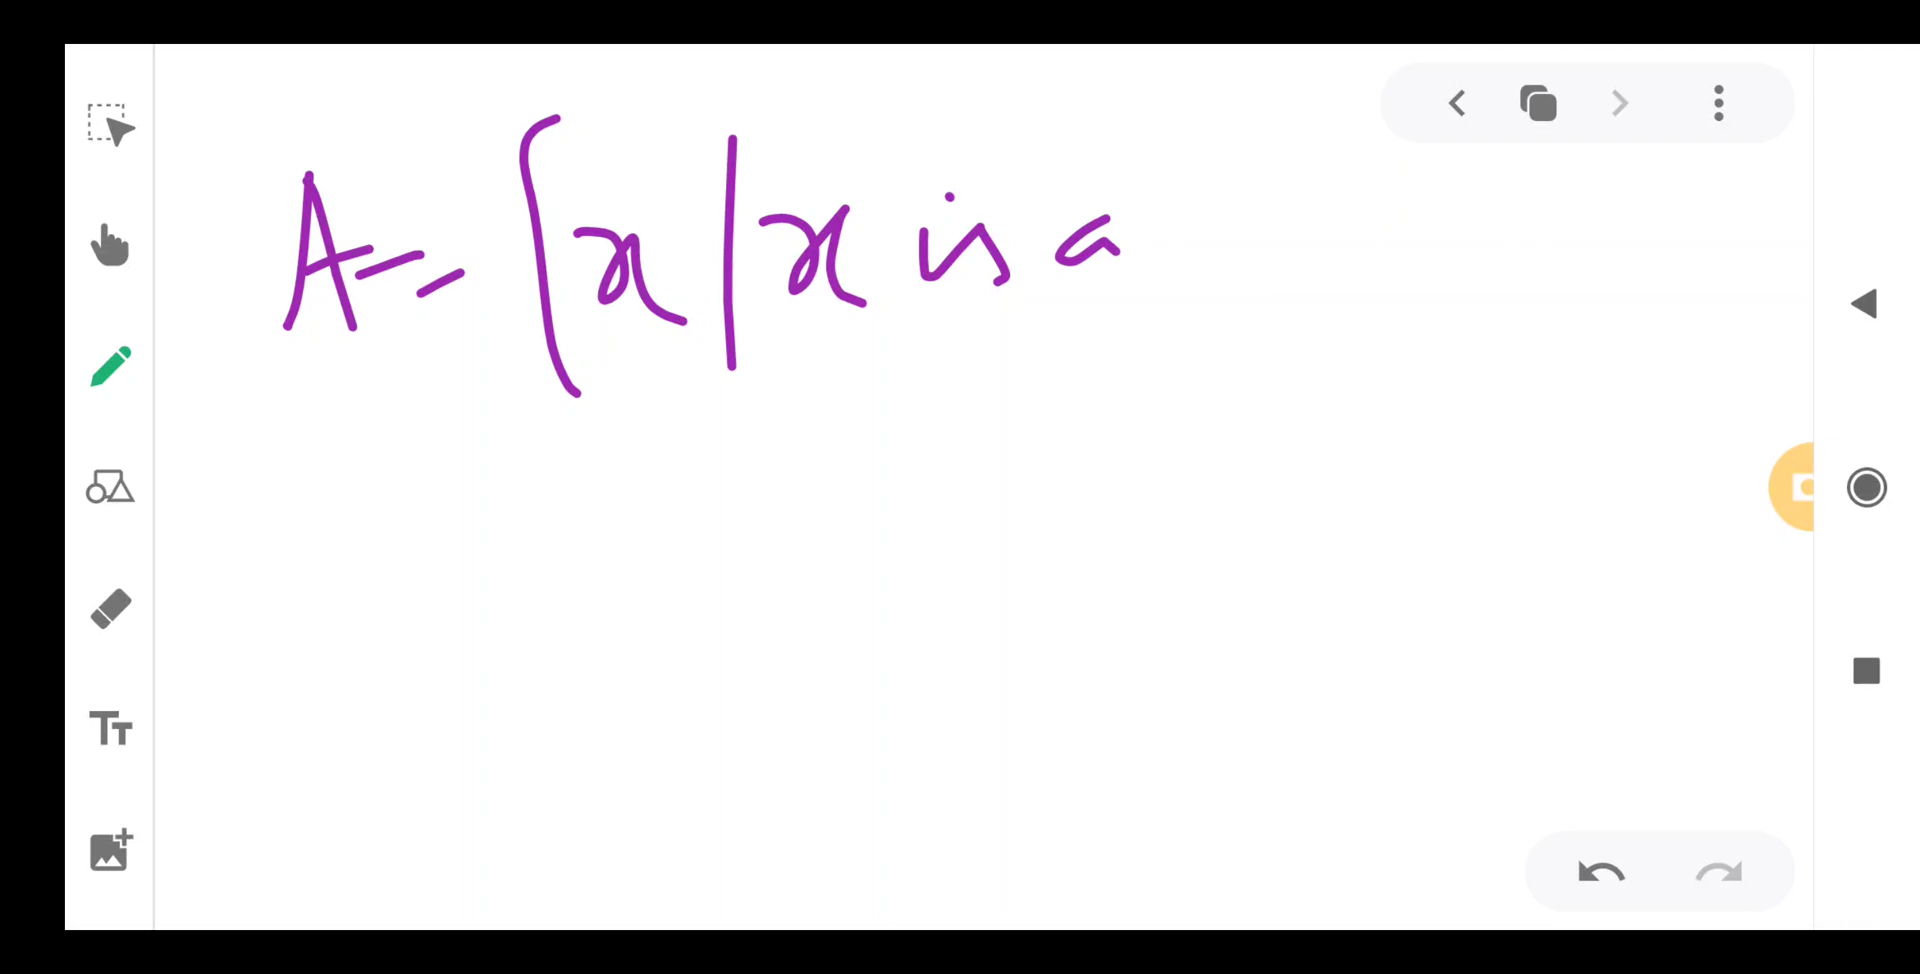 A = {x | x is a